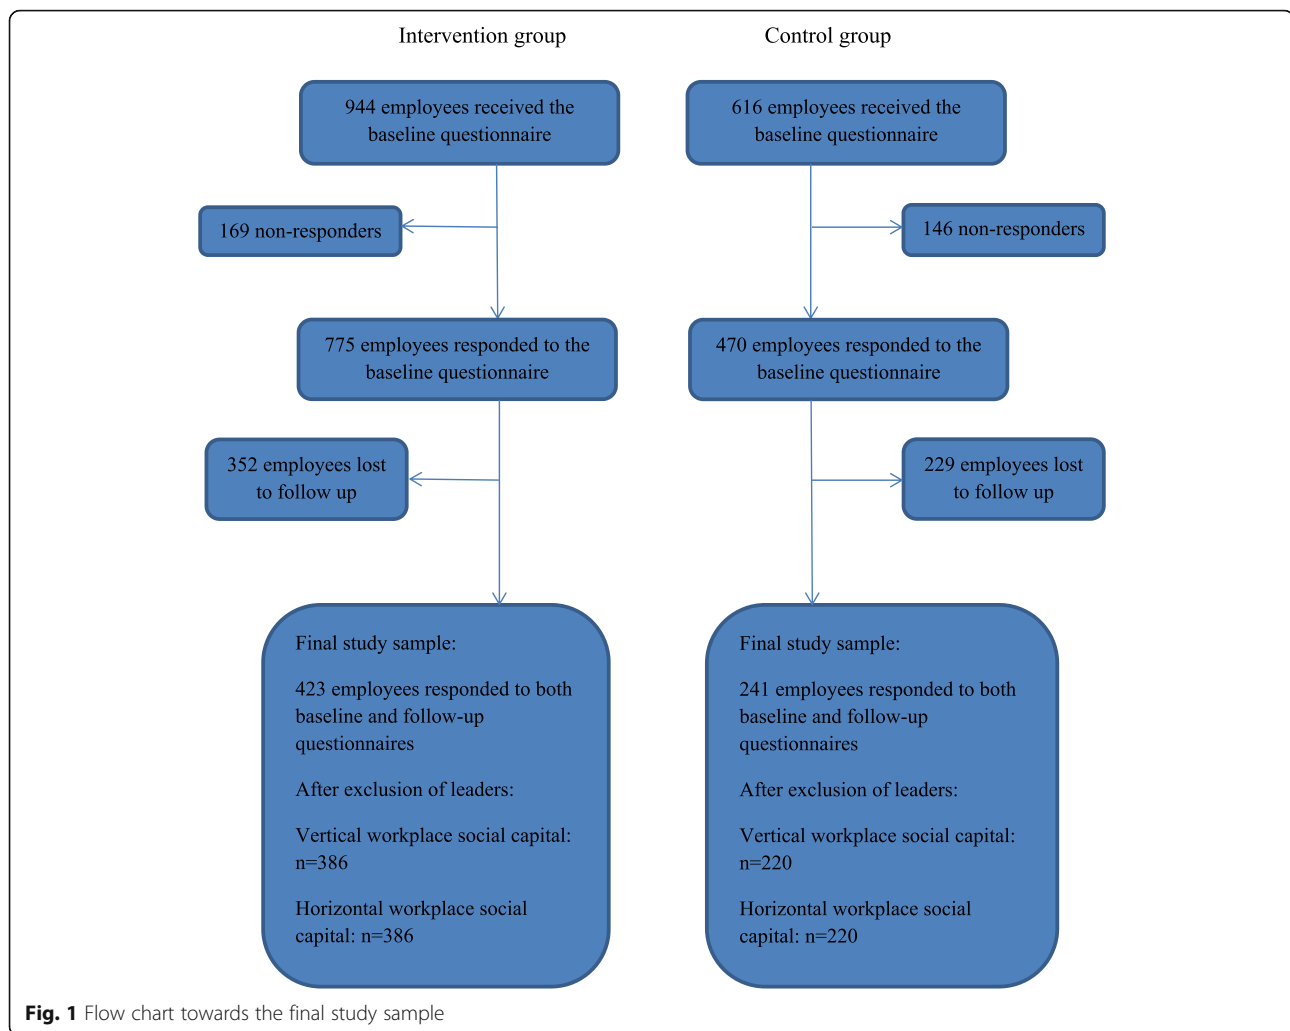 Intervention group
Control group
944 employees received the
baseline questionnaire
616 employees received the
baseline questionnaire
169 non-responders
146 non-responders
775 employees responded to the
baseline questionnaire
470 employees responded to the
baseline questionnaire
352 employees lost
to follow up
229 employees lost
to follow up
Final study sample:
423 employees responded to both
baseline and follow-up
questionnaires
After exclusion of leaders:
Vertical workplace social capital:
n=386
Horizontal workplace social
capital: n=386
Final study sample:
241 employees responded to both
baseline and follow-up
questionnaires
After exclusion of leaders:
Vertical workplace social capital:
n=220
Horizontal workplace social
capital: n=220
Fig. 1 Flow chart towards the final study sample